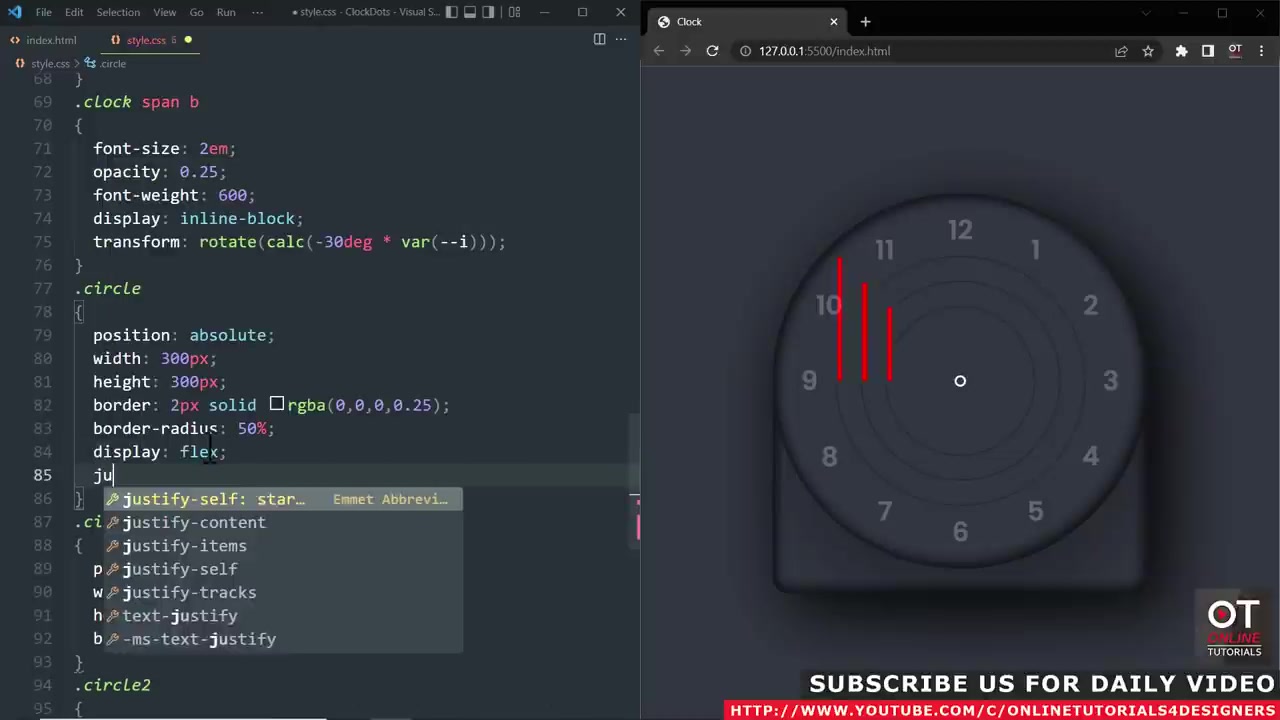 File Edit Selection View Go Run ··· style.css - ClockDots - Visual S...
index.html
style.css 6
style.css > .circle
68 }
69 .clock span b
70 {
71 font-size: 2em;
72 opacity: 0.25;
73 font-weight: 600;
74 display: inline-block;
75 transform: rotate(calc(-30deg * var(--i)));
76 }
77 .circle
78 {
79 position: absolute;
80 width: 300px;
81 height: 300px;
82 border: 2px solid rgba(0,0,0,0.25);
83 border-radius: 50%;
84 display: flex;
85 ju
86 }
justify-self: star… Emmet Abbrevi…
87 .ci
justify-content
88 {
justify-items
89 p
justify-self
90 w
justify-tracks
91 h
text-justify
92 b
-ms-text-justify
93 }
94 .circle2
95 {
Clock
127.0.0.1:5500/index.html
OT
12
11
1
10
2
9
3
8
4
7
5
6
OT
ONLINE
TUTORIALS
SUBSCRIBE US FOR DAILY VIDEO
HTTP://WWW.YOUTUBE.COM/C/ONLINETUTORIALS4DESIGNERS